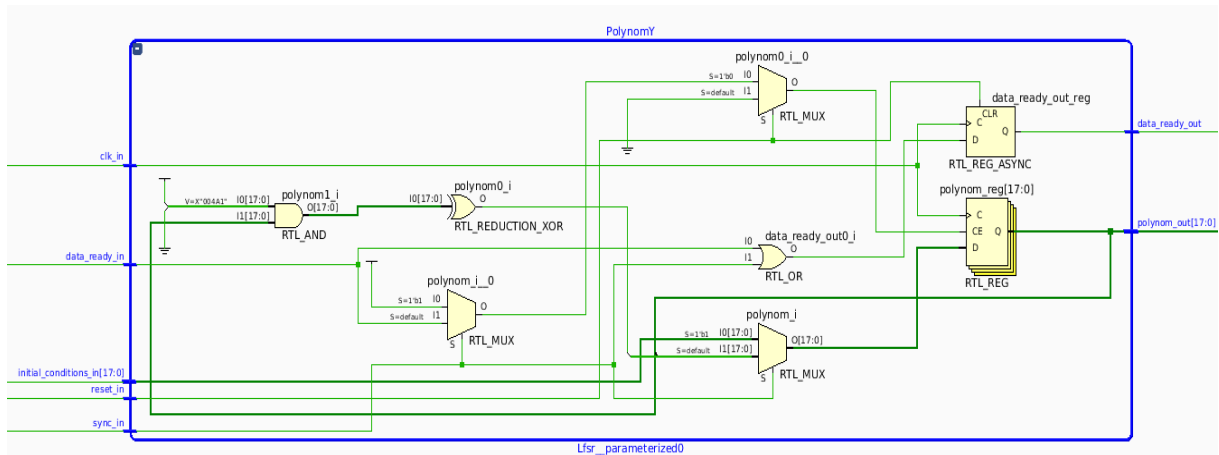 PolynomY
polynom0_i__0
S=1'b0 I0 O
S=default I1
S RTL_MUX
data_ready_out_reg
CLR
C
D Q
RTL_REG_ASYNC
data_ready_out
clk_in
polynom1_i
V=X"004A1" I0[17:0] O[17:0]
I1[17:0]
RTL_AND
polynom0_i
I0[17:0] O
RTL_REDUCTION_XOR
polynom_reg[17:0]
C
CE Q
D
RTL_REG
polynom_out[17:0]
data_ready_in
data_ready_out0_i
I0 O
I1
RTL_OR
polynom_i__0
S=1'b1 I0 O
S=default I1
S RTL_MUX
polynom_i
S=1'b1 I0[17:0] O[17:0]
S=default I1[17:0]
S RTL_MUX
initial_conditions_in[17:0]
reset_in
sync_in
Lfsr__parameterized0